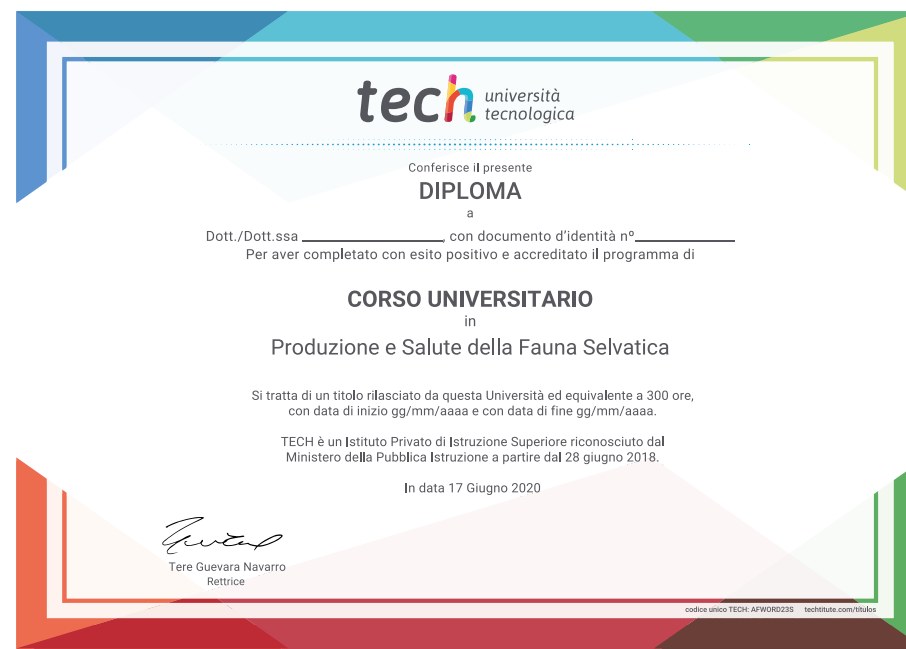 tech università
tecnologica
Conferisce il presente
DIPLOMA
a
Dott./Dott.ssa ______________, con documento d'identità nº__________
Per aver completato con esito positivo e accreditato il programma di
CORSO UNIVERSITARIO
in
Produzione e Salute della Fauna Selvatica
Si tratta di un titolo rilasciato da questa Università ed equivalente a 300 ore,
con data di inizio gg/mm/aaaa e con data di fine gg/mm/aaaa.
TECH è un Istituto Privato di Istruzione Superiore riconosciuto dal
Ministero della Pubblica Istruzione a partire dal 28 giugno 2018.
In data 17 Giugno 2020
Tere Guevara Navarro
Rettrice
codice unico TECH: AFWORD23S techtitute.com/títulos